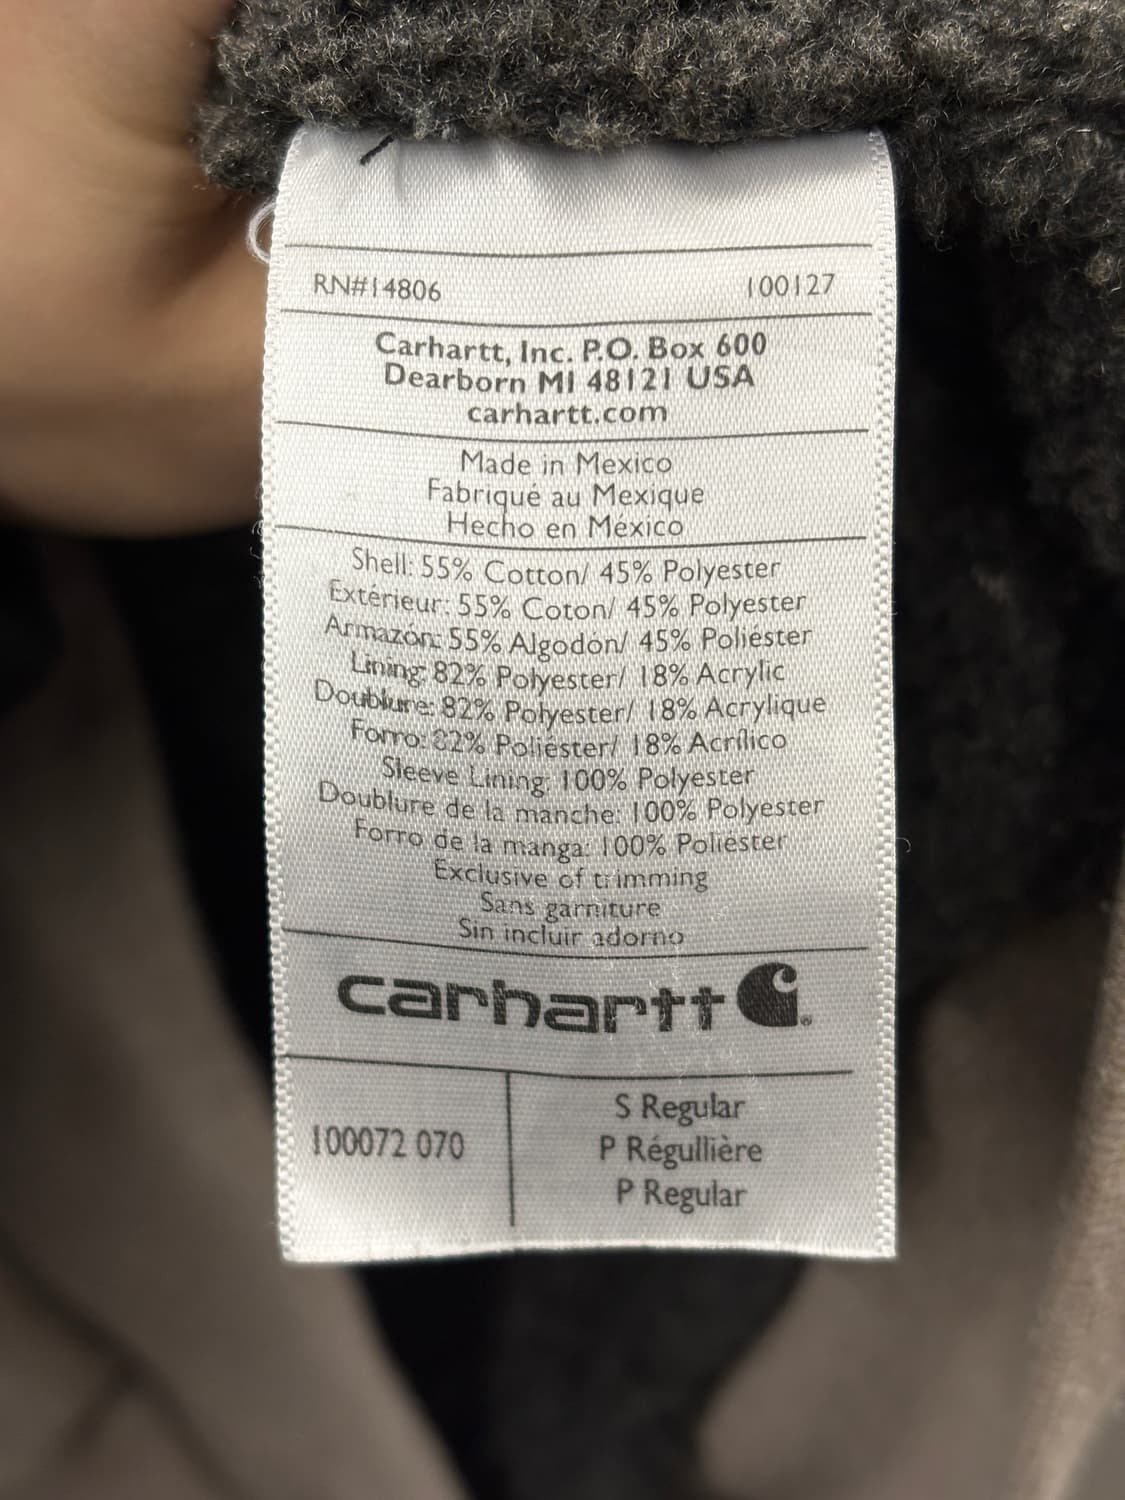 RN#14806 100127
Carhartt, Inc. P.O. Box 600
Dearborn MI 48121 USA
carhartt.com
Made in Mexico
Fabriqué au Mexique
Hecho en México
Shell: 55% Cotton/ 45% Polyester
Extérieur: 55% Coton/ 45% Polyester
Armazón: 55% Algodón/ 45% Poliéster
Lining: 82% Polyester/ 18% Acrylic
Doublure: 82% Polyester/ 18% Acrylique
Forro: 82% Poliéster/ 18% Acrílico
Sleeve Lining: 100% Polyester
Doublure de la manche: 100% Polyester
Forro de la manga: 100% Poliéster
Exclusive of trimming
Sans garniture
Sin incluir adorno
carhartt ®
100072 070
S Regular
P Régullière
P Regular